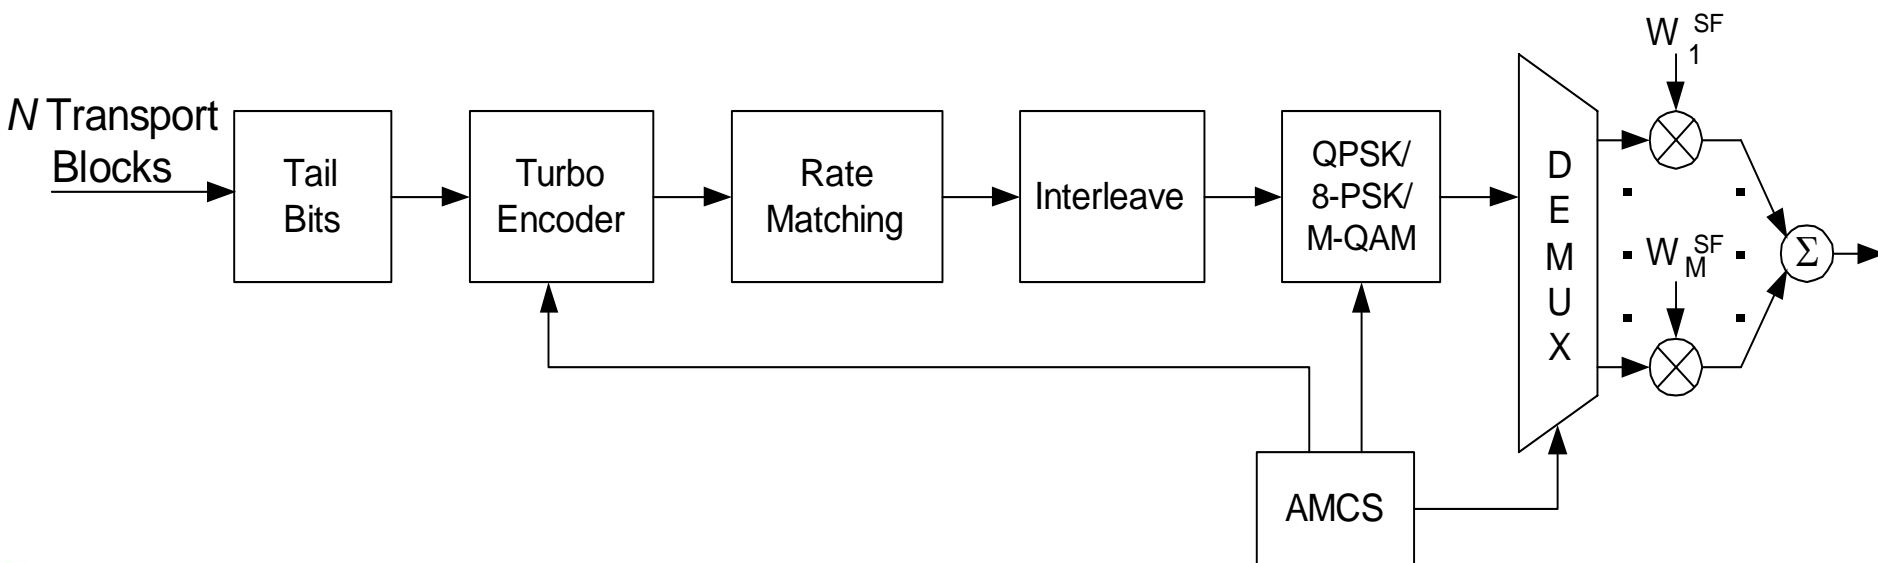 N Transport
Blocks
Tail
Bits
Turbo
Encoder
Rate
Matching
Interleave
QPSK/
8-PSK/
M-QAM
D
E
M
U
X
W 1 SF
W M SF
Σ
AMCS